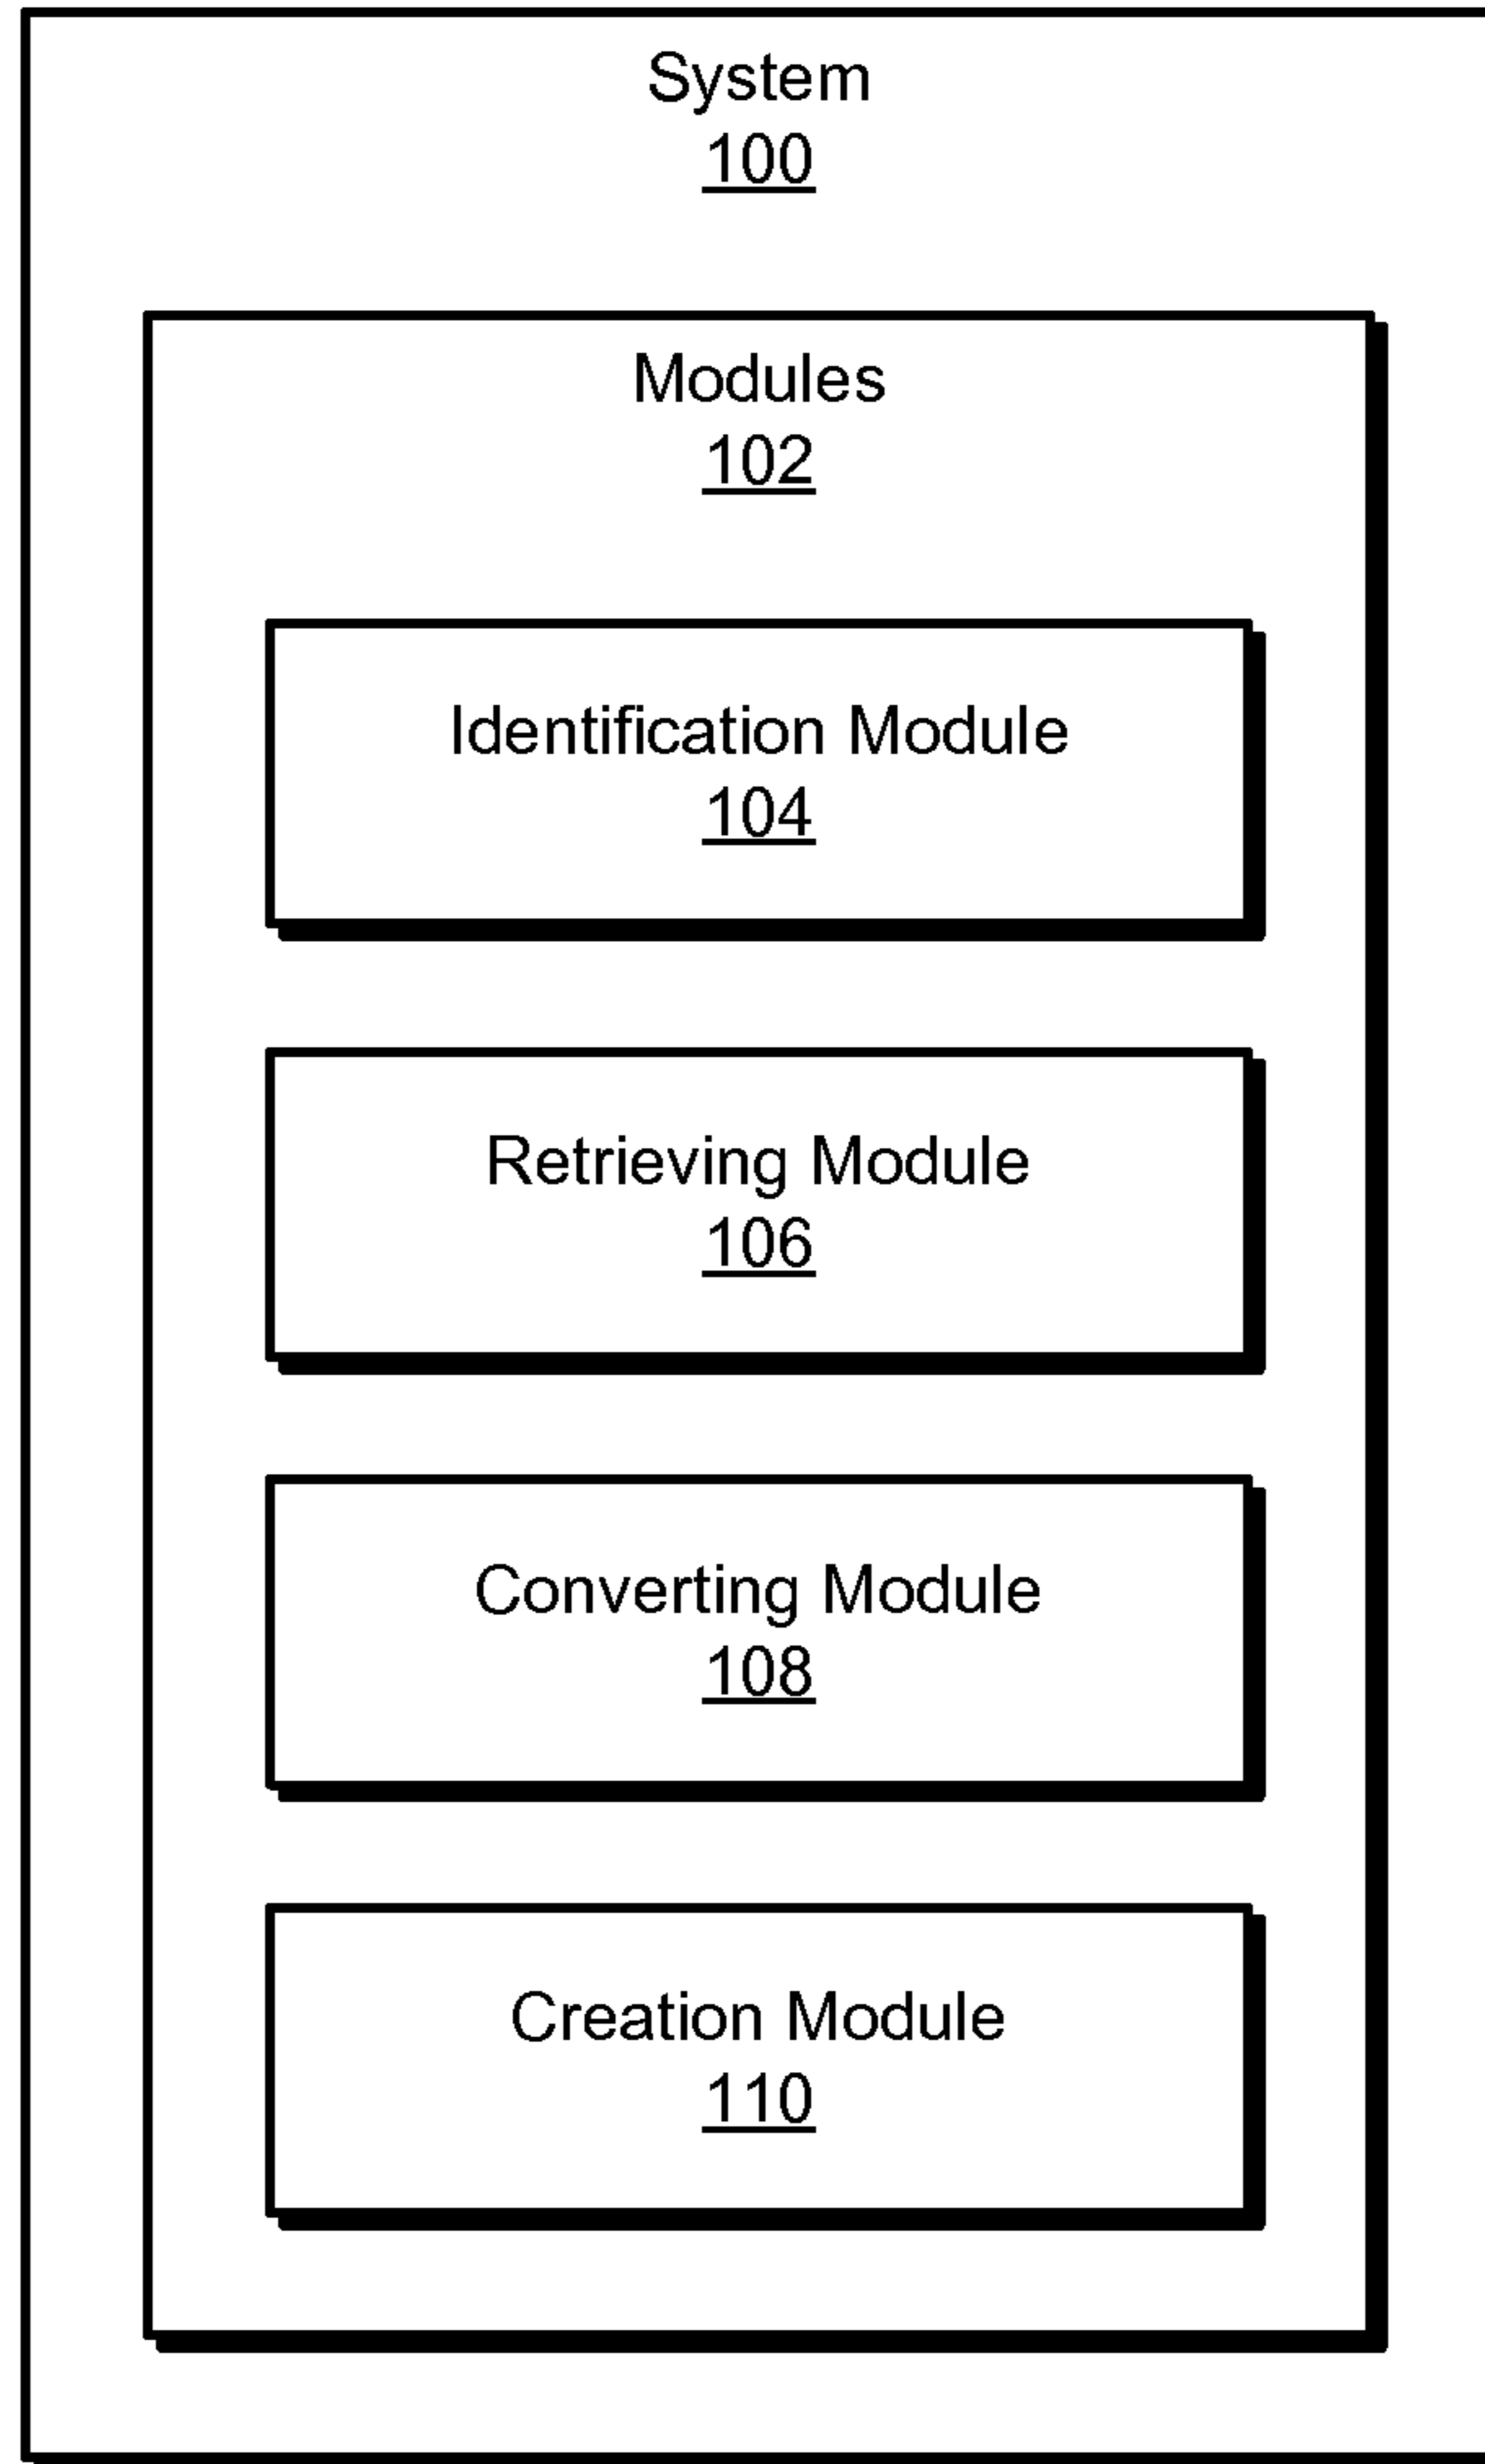 System
100
Modules
102
Identification Module
104
Retrieving Module
106
Converting Module
108
Creation Module
110